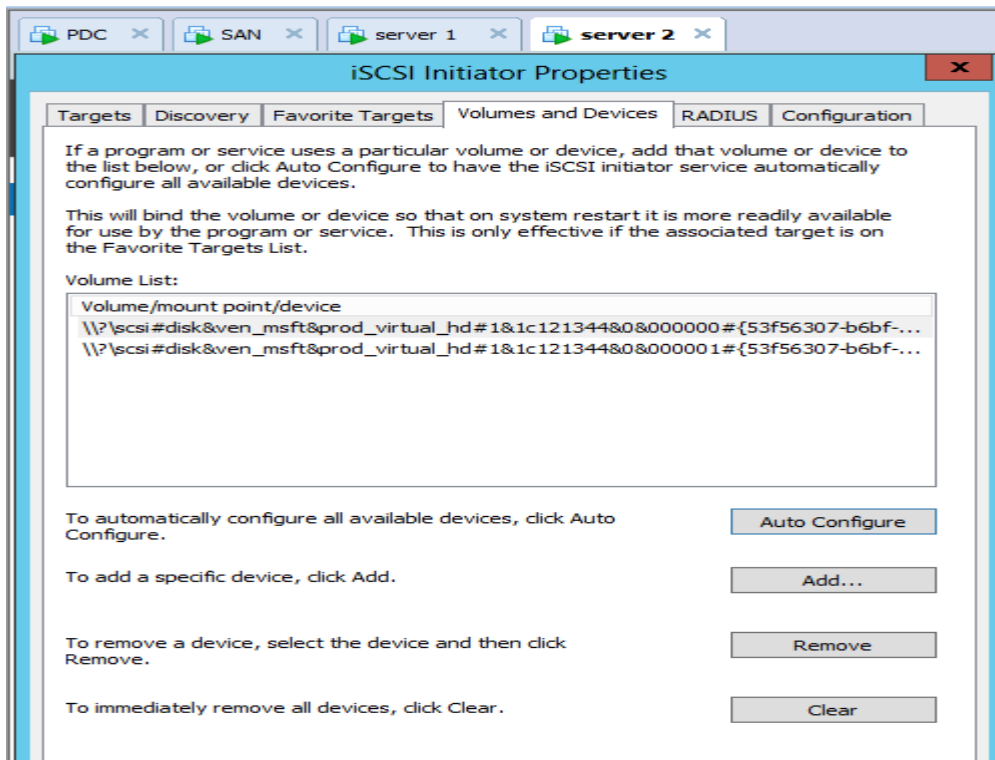 PDC
SAN
server 1
server 2
iSCSI Initiator Properties
x
Targets
Discovery
Favorite Targets
Volumes and Devices
RADIUS
Configuration
If a program or service uses a particular volume or device, add that volume or device to
the list below, or click Auto Configure to have the iSCSI initiator service automatically
configure all available devices.
This will bind the volume or device so that on system restart it is more readily available
for use by the program or service.  This is only effective if the associated target is on
the Favorite Targets List.
Volume List:
Volume/mount point/device
\\?\scsi#disk&ven_msft&prod_virtual_hd#1&1c121344&0&000000#{53f56307-b6bf-...
\\?\scsi#disk&ven_msft&prod_virtual_hd#1&1c121344&0&000001#{53f56307-b6bf-...
To automatically configure all available devices, click Auto
Configure.
Auto Configure
To add a specific device, click Add.
Add...
To remove a device, select the device and then click
Remove.
Remove
To immediately remove all devices, click Clear.
Clear